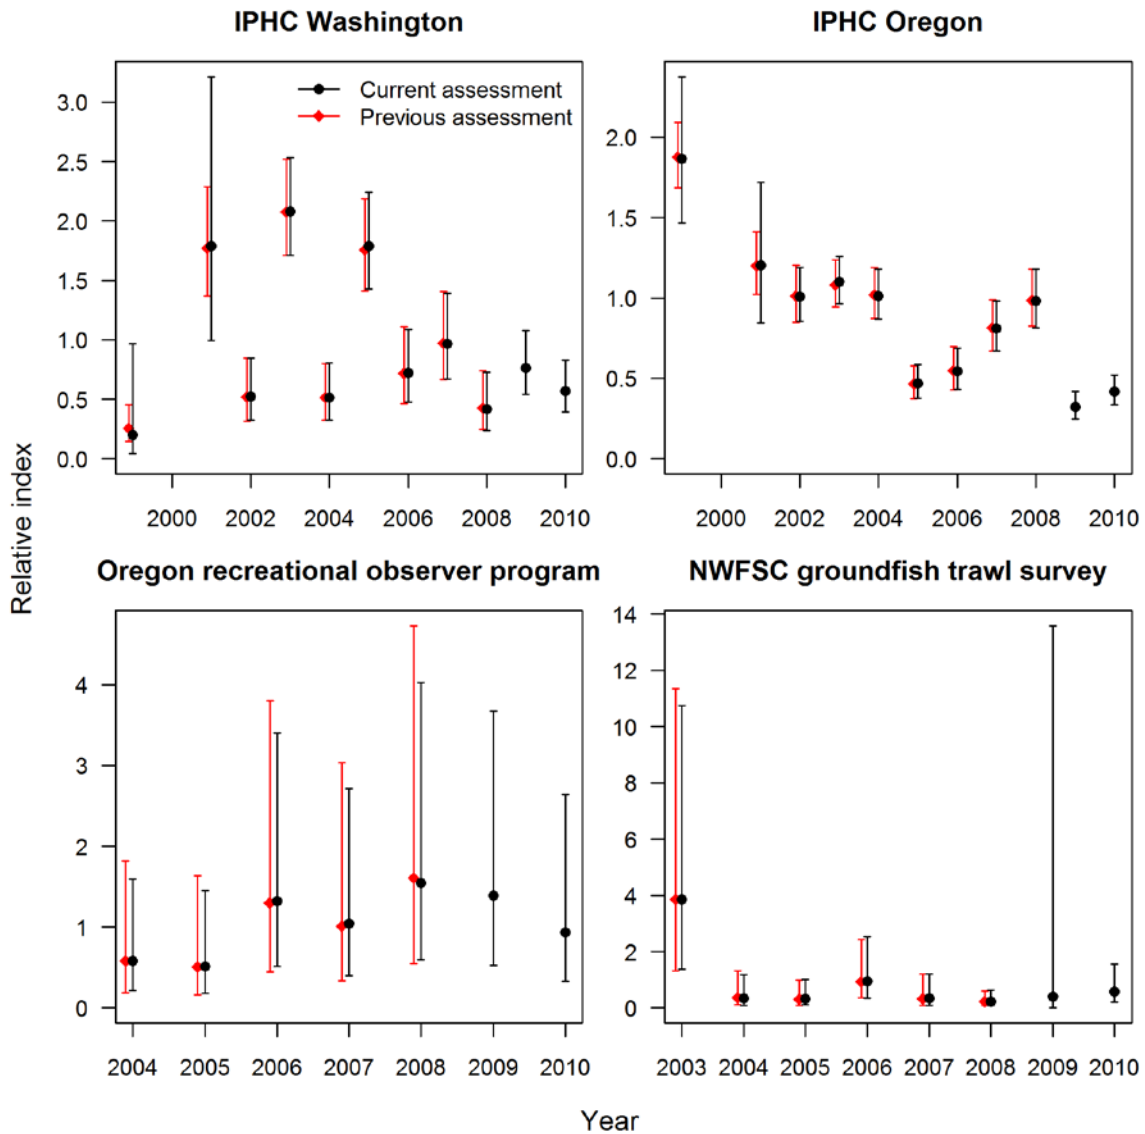 IPHC Washington
IPHC Oregon
Current assessment
Previous assessment
3.0
2.5
2.0
1.5
1.0
0.5
0.0
2000 2002 2004 2006 2008 2010
2.0
1.5
1.0
0.5
0.0
2000 2002 2004 2006 2008 2010
Relative index
Oregon recreational observer program
NWFSC groundfish trawl survey
4
3
2
1
0
2004 2005 2006 2007 2008 2009 2010
14
12
10
8
6
4
2
0
2003 2004 2005 2006 2007 2008 2009 2010
Year